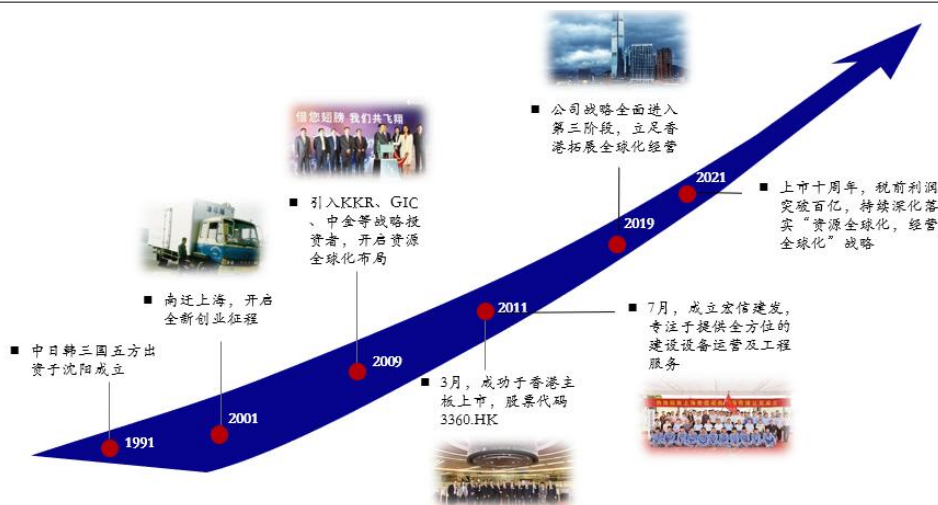 中日韩三国五方出
资于沈阳成立
1991
南迁上海，开启
全新创业征程
2001
借您翅膀 我们共飞翔
引入KKR、GIC
、中金等战略投
资者，开启资源
全球化布局
2009
2011
3月，成功于香港主
板上市，股票代码
3360.HK
7月，成立宏信建发，
专注于提供全方位的
建设设备运营及工程
服务
公司战略全面进入
第三阶段，立足香
港拓展全球化经营
2019
2021
上市十周年，税前利润
突破百亿，持续深化落
实“资源全球化，经营
全球化”战略